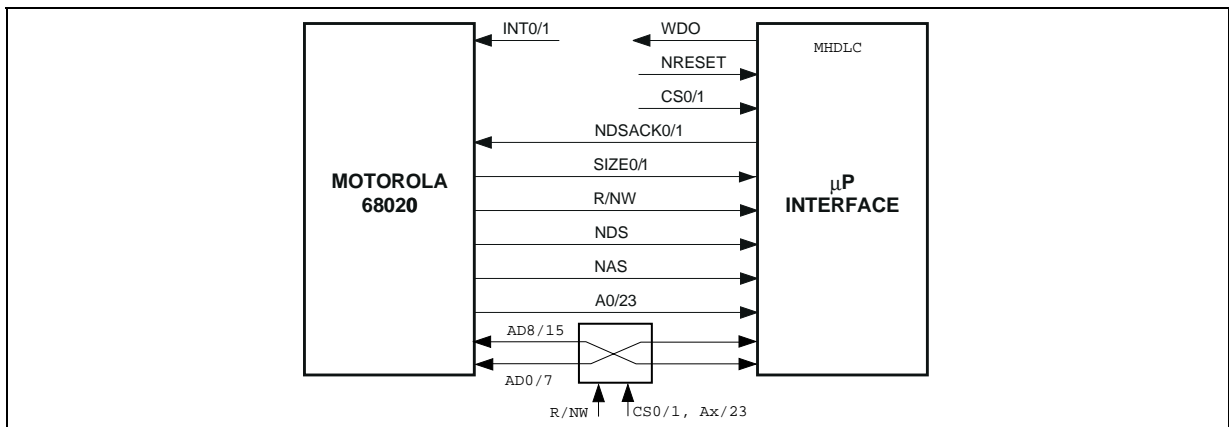 INT0/1
WDO
MHDLC
NRESET
CS0/1
NDSACK0/1
SIZE0/1
MOTOROLA
68020
µP
INTERFACE
R/NW
NDS
NAS
A0/23
AD8/15
AD0/7
R/NW
CS0/1, Ax/23